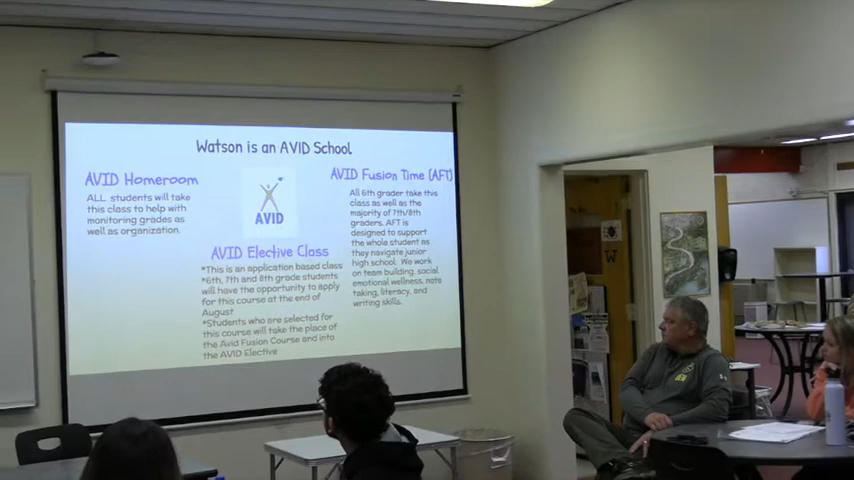 Watson is an AVID School
AVID Homeroom
ALL students will take
this class to help with
monitoring grades as
well as organization.
AVID
AVID Fusion Time (AFT)
All 6th grader take this
class as well as the
majority of 7th/8th
graders. AFT is
designed to support
the whole student as
they navigate junior
high school. We work
on team building, social
emotional wellness, note
taking, literacy, and
writing skills.
AVID Elective Class
*This is an application based class
*6th, 7th and 8th grade students
will have the opportunity to apply
for this course at the end of
August
*Students who are selected for
this course will take the place of
the Avid Fusion Course and into
the AVID Elective
W